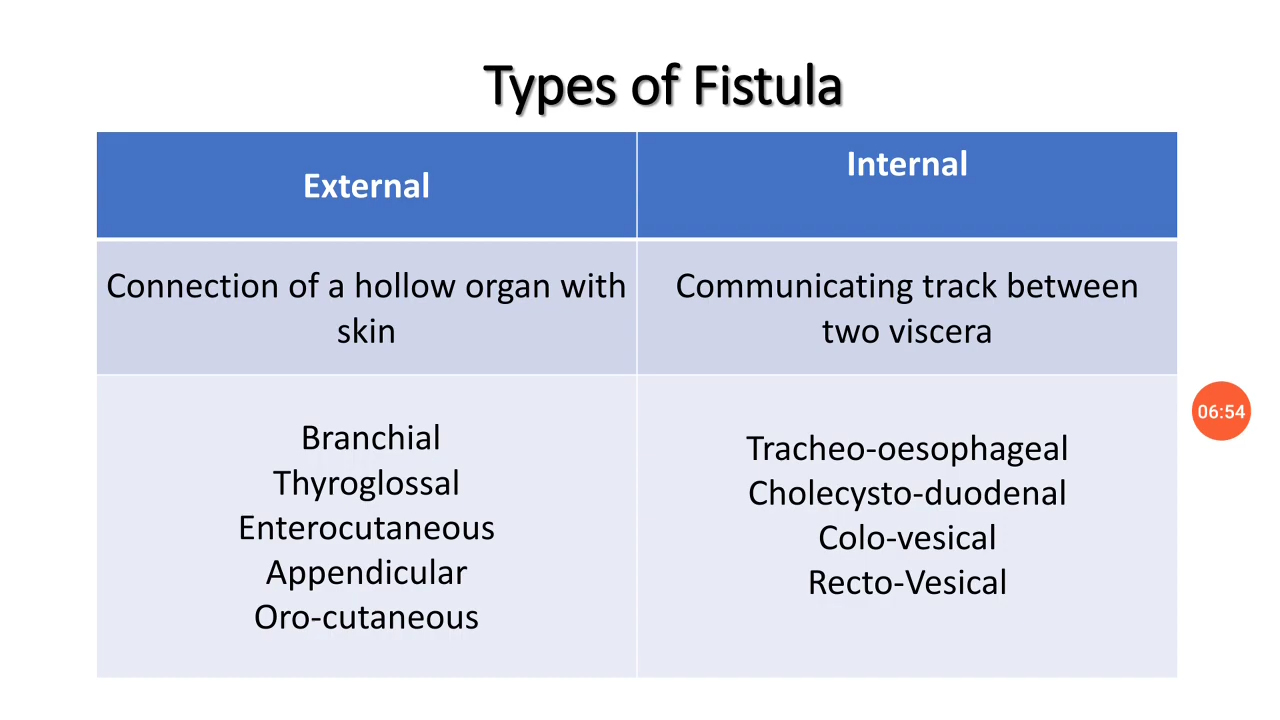 Types of Fistula
External
Internal
Connection of a hollow organ with
skin
Communicating track between
two viscera
Branchial
Thyroglossal
Enterocutaneous
Appendicular
Oro-cutaneous
Tracheo-oesophageal
Cholecysto-duodenal
Colo-vesical
Recto-Vesical
06:54